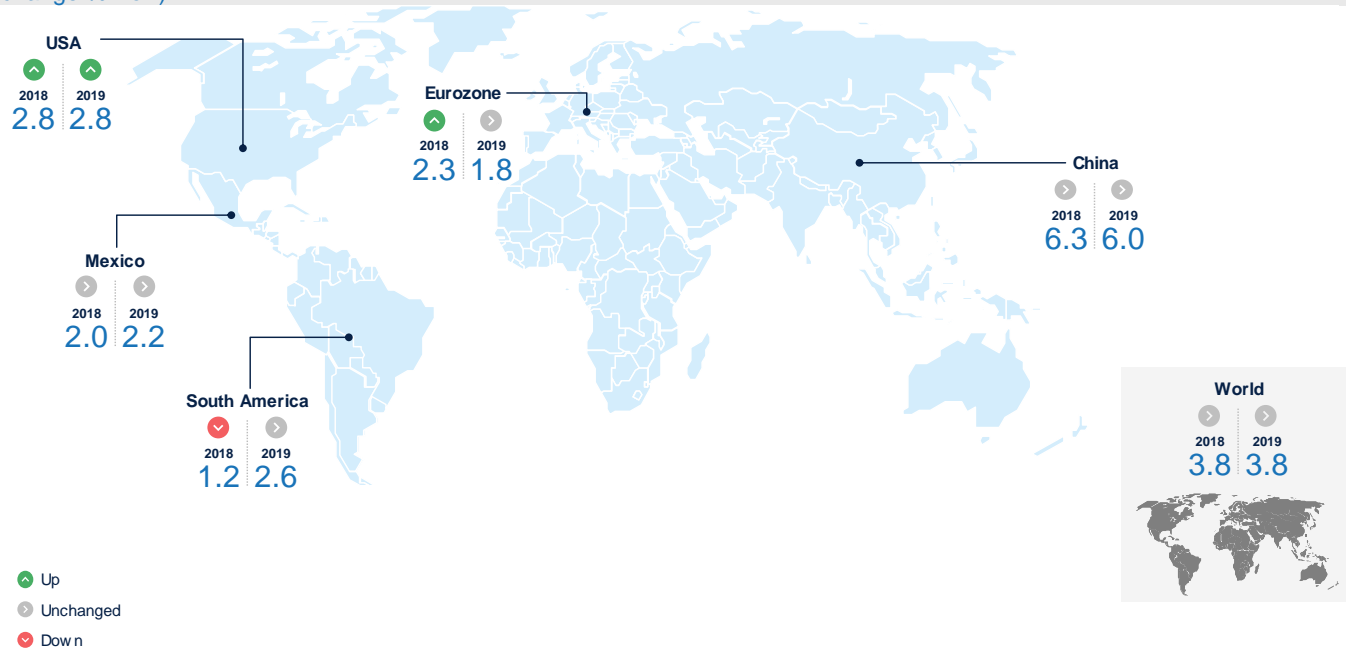 USA
2018 2019
2.8 2.8
Eurozone
2018 2019
2.3 1.8
China
2018 2019
6.3 6.0
Mexico
2018 2019
2.0 2.2
South America
2018 2019
1.2 2.6
World
2018 2019
3.8 3.8
Up
Unchanged
Down